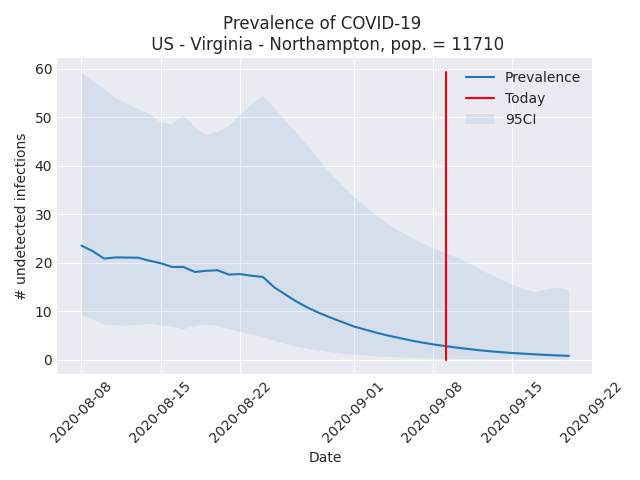 Prevalence of COVID-19
US - Virginia - Northampton, pop. = 11710
Prevalence
Today
95CI
# undetected infections
60
50
40
30
20
10
0
2020-08-08
2020-08-15
2020-08-22
2020-09-01
2020-09-08
2020-09-15
2020-09-22
Date